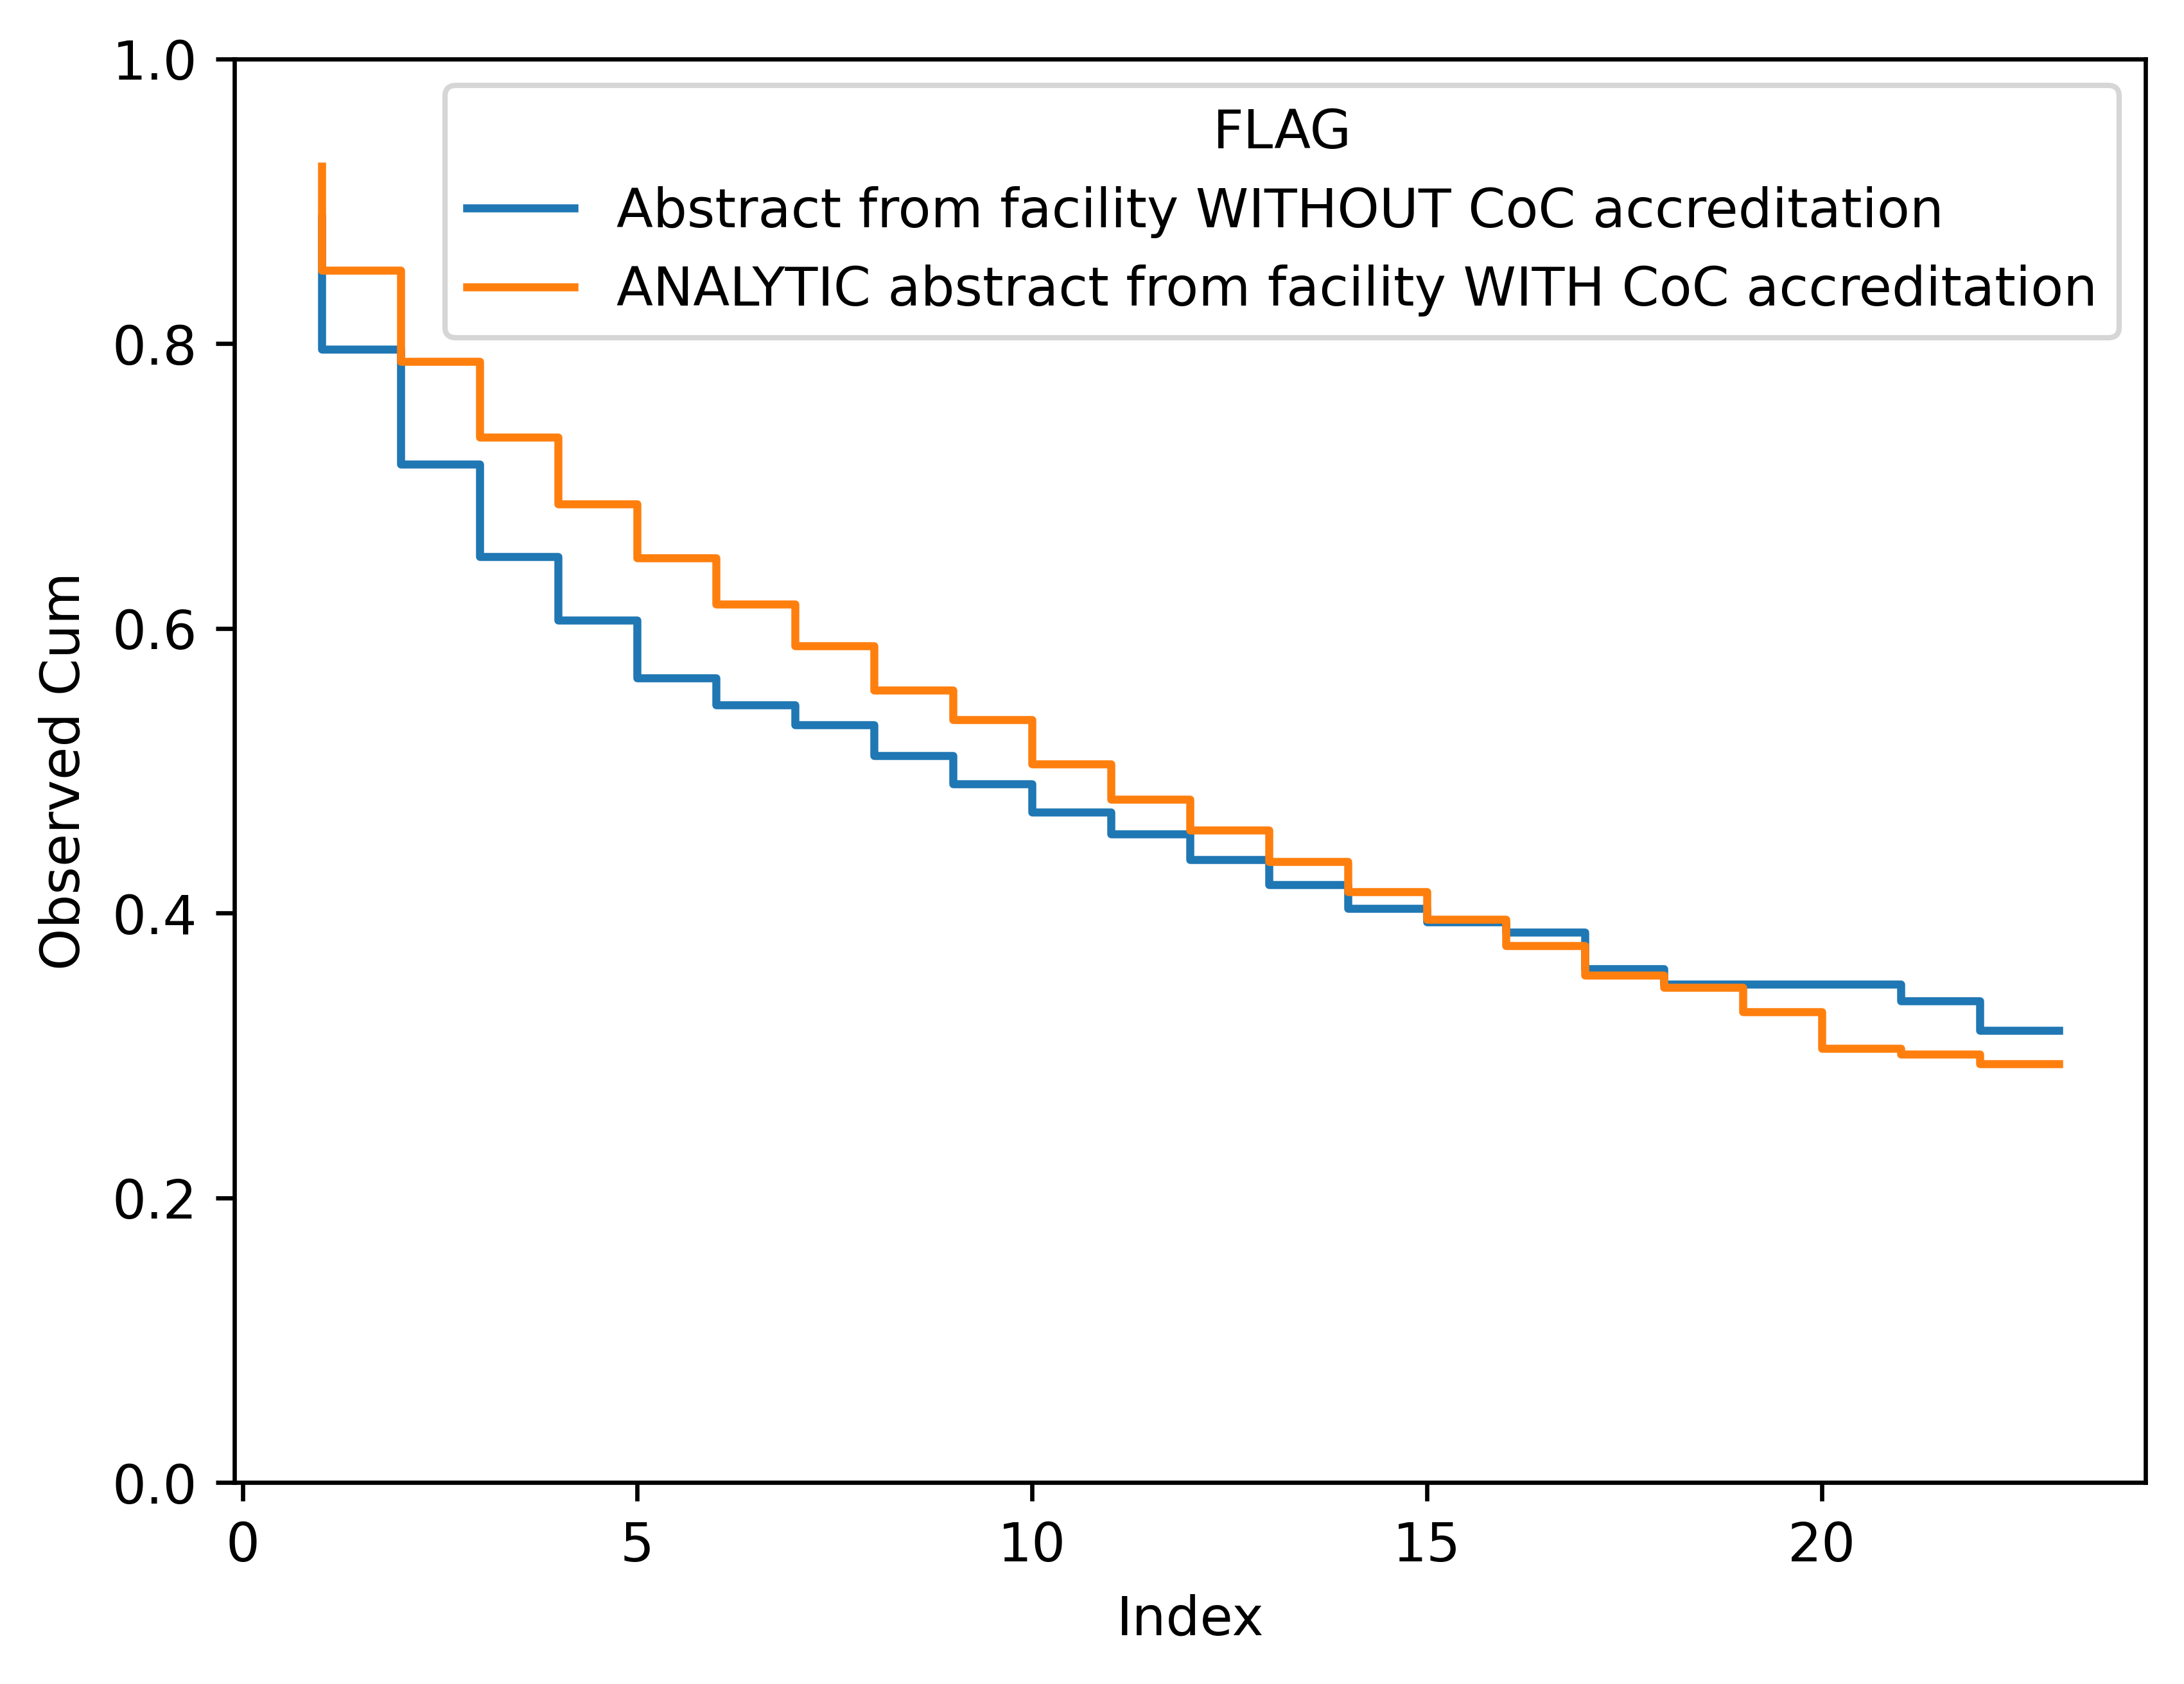 1.0
0.8
0.6
0.4
0.2
0.0
Observed Cum
FLAG
Abstract from facility WITHOUT CoC accreditation
ANALYTIC abstract from facility WITH CoC accreditation
0 5 10 15 20
Index